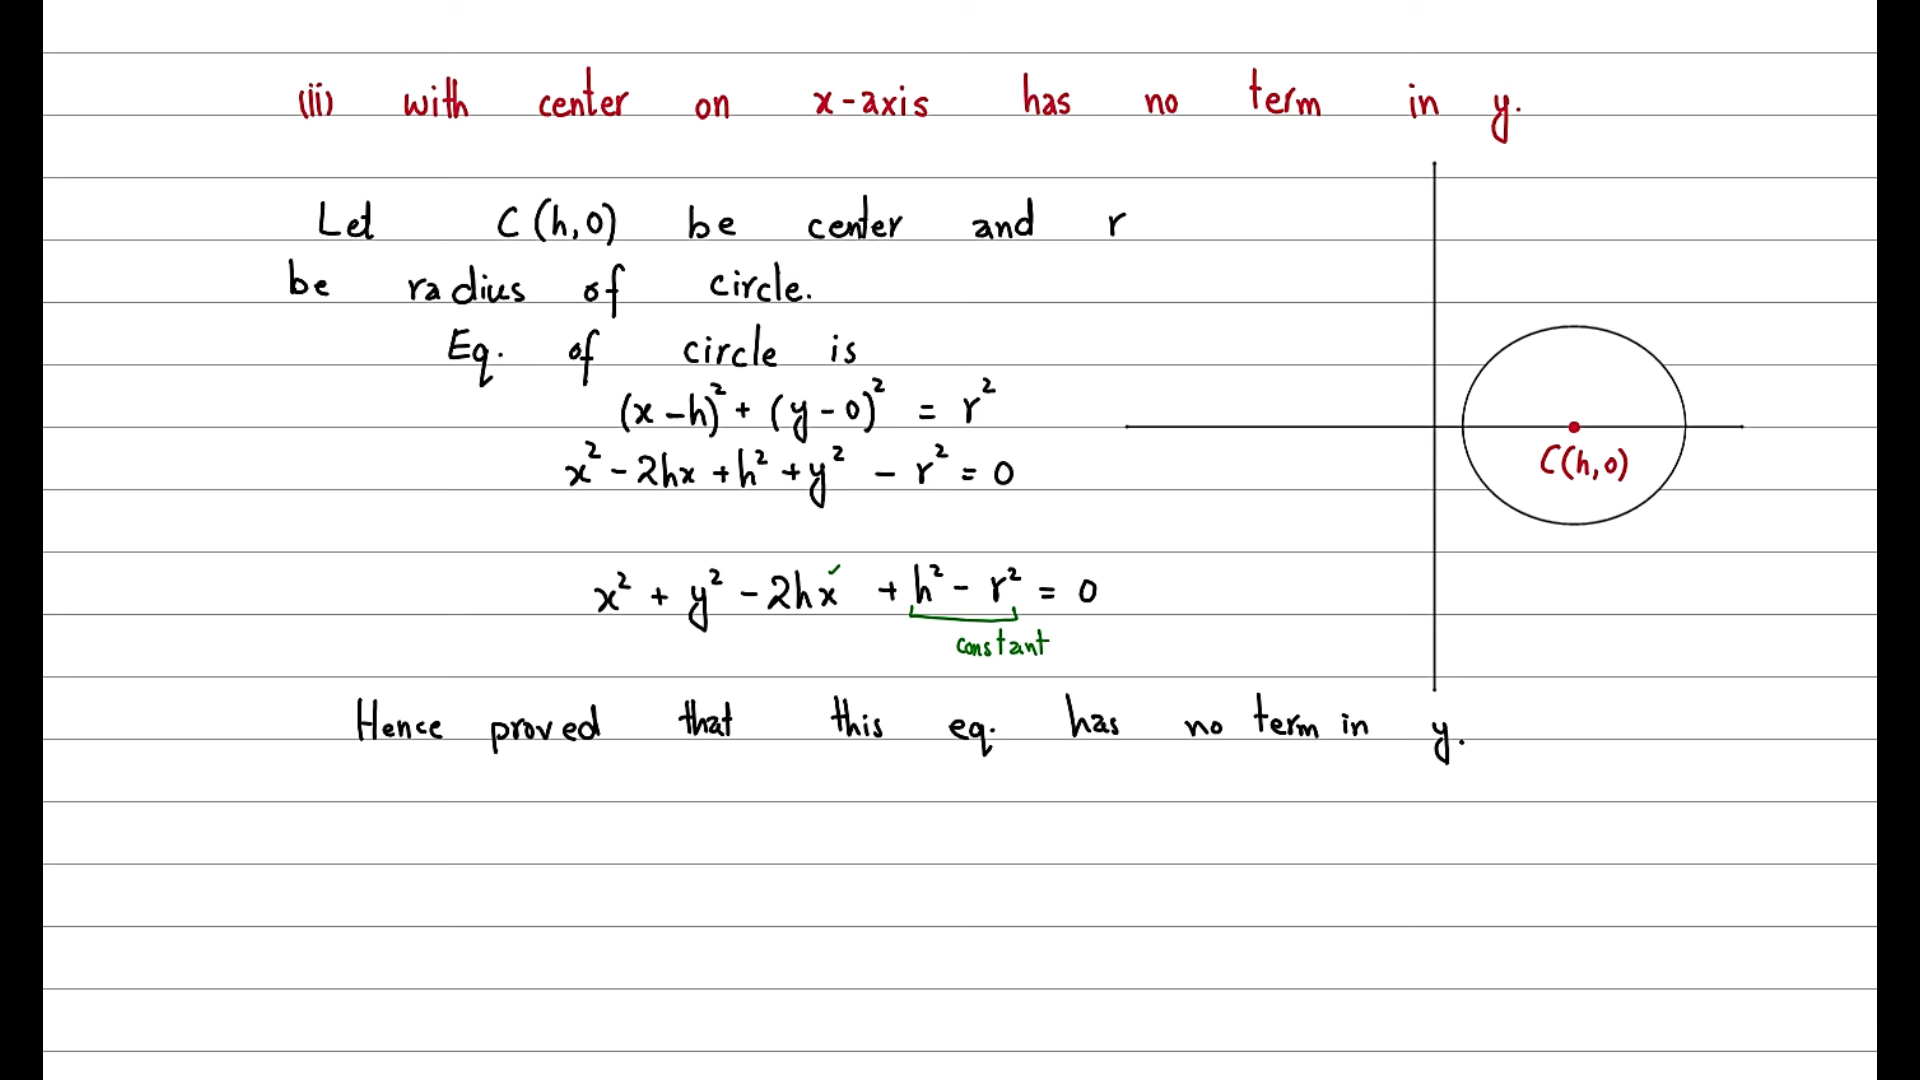 (ii) with center on x-axis has no term in y.
Let C(h,0) be center and r
be radius of circle.
Eq. of circle is
(x-h)² + (y-0)² = r²
x² - 2hx + h² + y² - r² = 0
C(h,0)
x² + y² - 2hx + h² - r² = 0
constant
Hence proved that this eq. has no term in y.